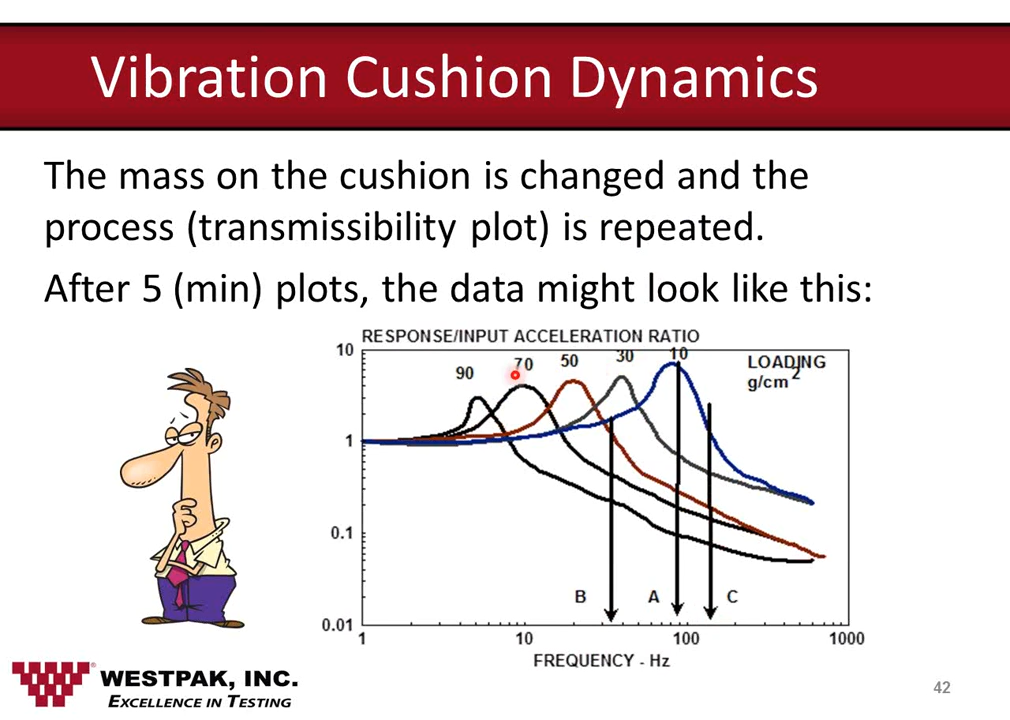 Vibration Cushion Dynamics
The mass on the cushion is changed and the
process (transmissibility plot) is repeated.
After 5 (min) plots, the data might look like this:
RESPONSE/INPUT ACCELERATION RATIO
10
90
70
50
30
10
LOADING
g/cm2
1
0.1
B
A
C
0.01
1
10
100
1000
FREQUENCY - Hz
WESTPAK, INC.
EXCELLENCE IN TESTING
42